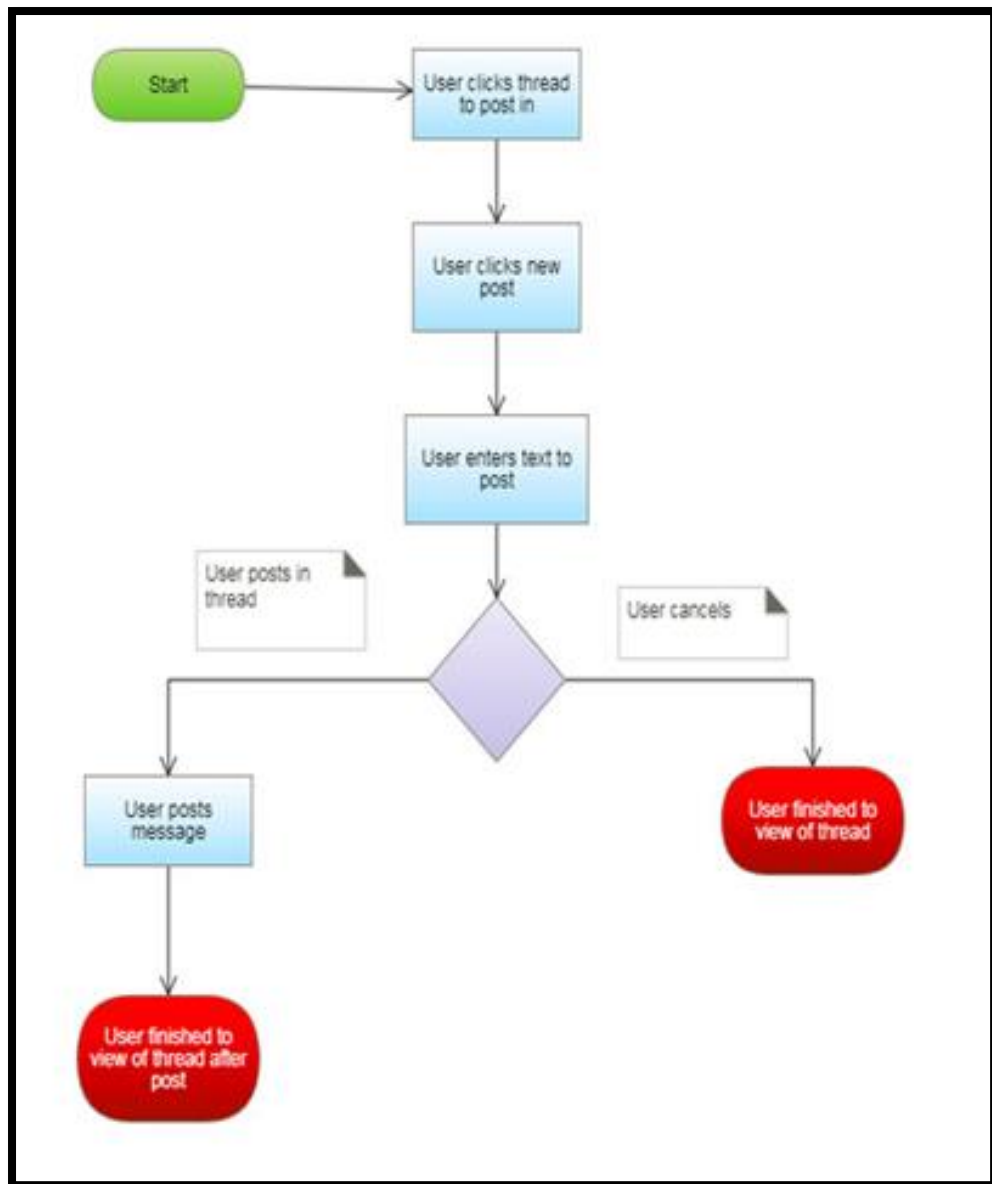 Start
User clicks thread
to post in
User clicks new
post
User enters text to
post
User posts in
thread
User cancels
User posts
message
User finished to
view of thread
User finished to
view of thread after
post